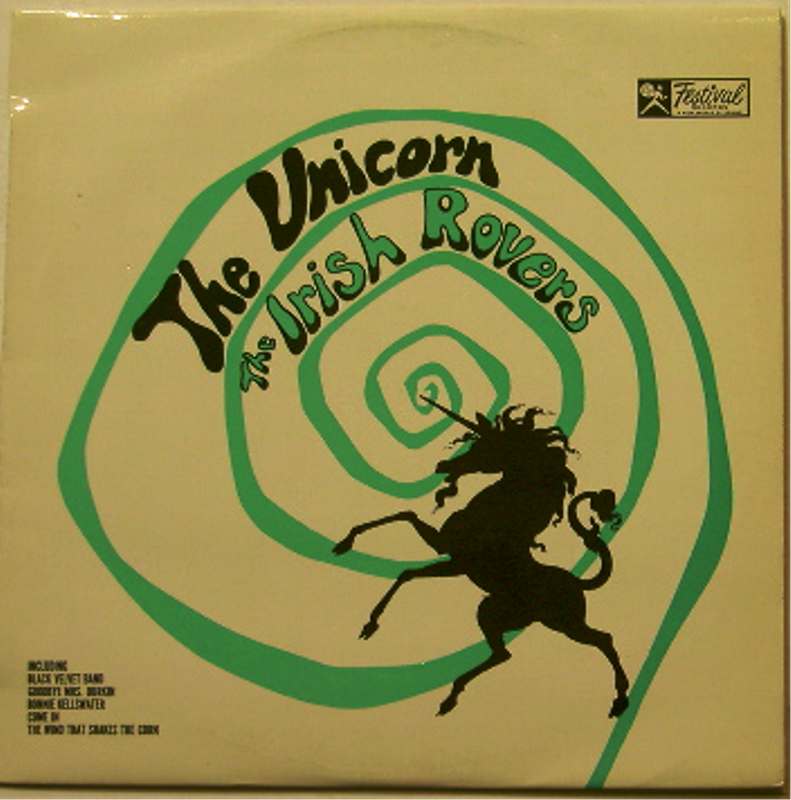 Festival
The Unicorn
The Irish Rovers
INCLUDING
BLACK VELVET BAND
GOODBYE MRS. DURKIN
BONNIE KELLSWATER
COME IN
THE WIND THAT SHAKES THE CORN